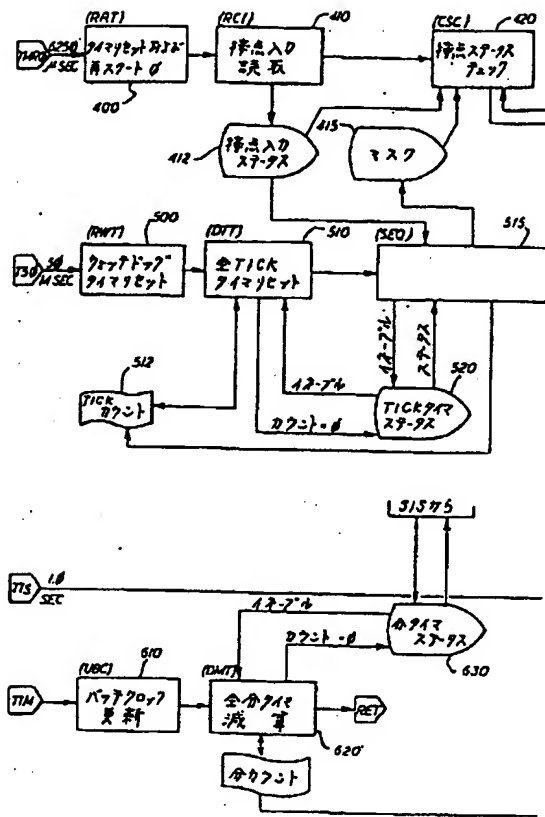 (RAT)
410
(RCI)
(CSC)
420
TMR0
6250
μSEC
タイマリセットおよび
再スタート0
接点入力
読取
接点ステータス
チェック
400
412
接点入力
ステータス
415
マスク
(RWT)
500
(DTT)
510
(SEQ)
515
T50
50
MSEC
ウォッチドッグ
タイマリセット
全TICK
タイマリセット
イネーブル
ステータス
512
TICK
カウント
イネーブル
カウント=0
520
TICKタイマ
ステータス
515から
T1S
1.0
SEC
イネーブル
カウント=0
分タイマ
ステータス
630
(UBC)
610
(DMT)
T1M
バッチクロック
更新
全分タイマ
減算
RET
620
分カウント